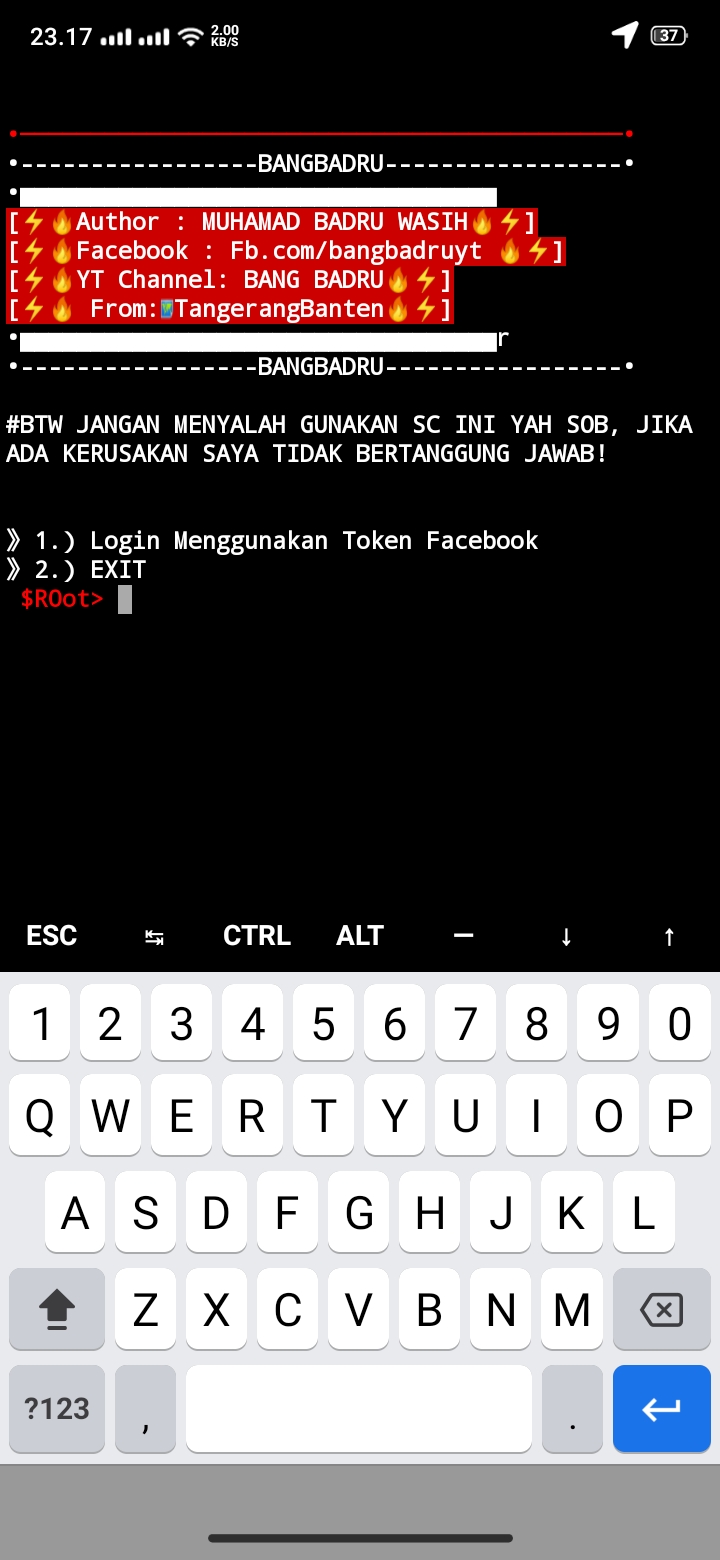 23.17 2.00 KB/S 37
•-----------------BANGBADRU-----------------•
[⚡🔥Author : MUHAMAD BADRU WASIH🔥⚡]
[⚡🔥Facebook : Fb.com/bangbadruyt 🔥⚡]
[⚡🔥YT Channel: BANG BADRU🔥⚡]
[⚡🔥 From:🗺TangerangBanten🔥⚡]
r
•-----------------BANGBADRU-----------------•
#BTW JANGAN MENYALAH GUNAKAN SC INI YAH SOB, JIKA
ADA KERUSAKAN SAYA TIDAK BERTANGGUNG JAWAB!
》 1.) Login Menggunakan Token Facebook
》 2.) EXIT
$ROot>
ESC ↹ CTRL ALT — ↓ ↑
1 2 3 4 5 6 7 8 9 0
Q W E R T Y U I O P
A S D F G H J K L
Z X C V B N M
?123 , .